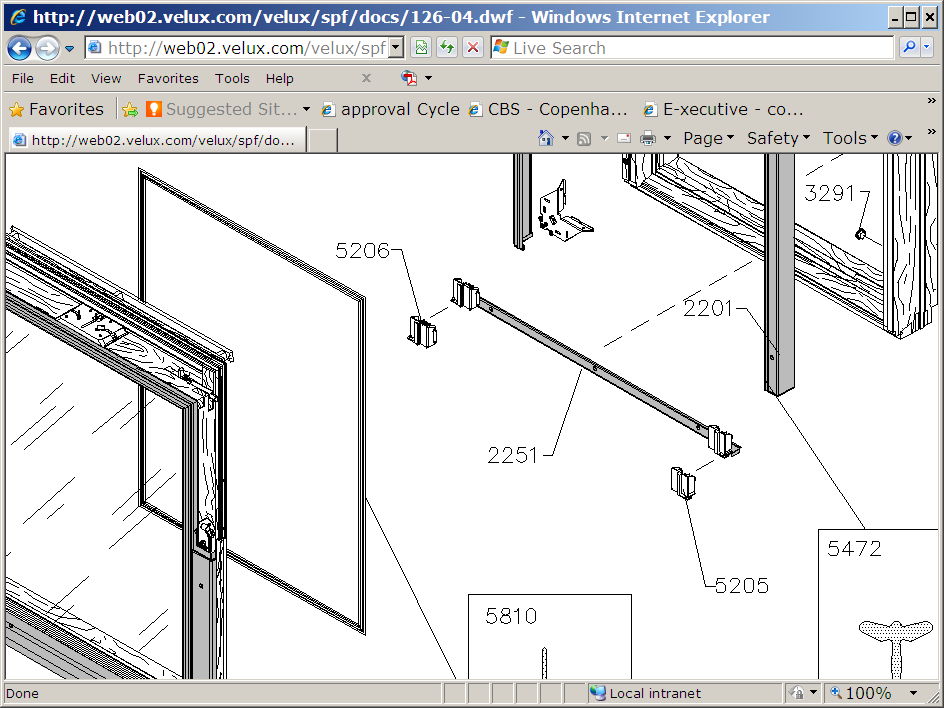 http://web02.velux.com/velux/spf/docs/126-04.dwf - Windows Internet Explorer
http://web02.velux.com/velux/spf
Live Search
File Edit View Favorites Tools Help
Favorites Suggested Sit... approval Cycle CBS - Copenha... E-xecutive - co...
http://web02.velux.com/velux/spf/do...
Page Safety Tools
3291
5206
2201
2251
5472
5205
5810
Done Local intranet 100%